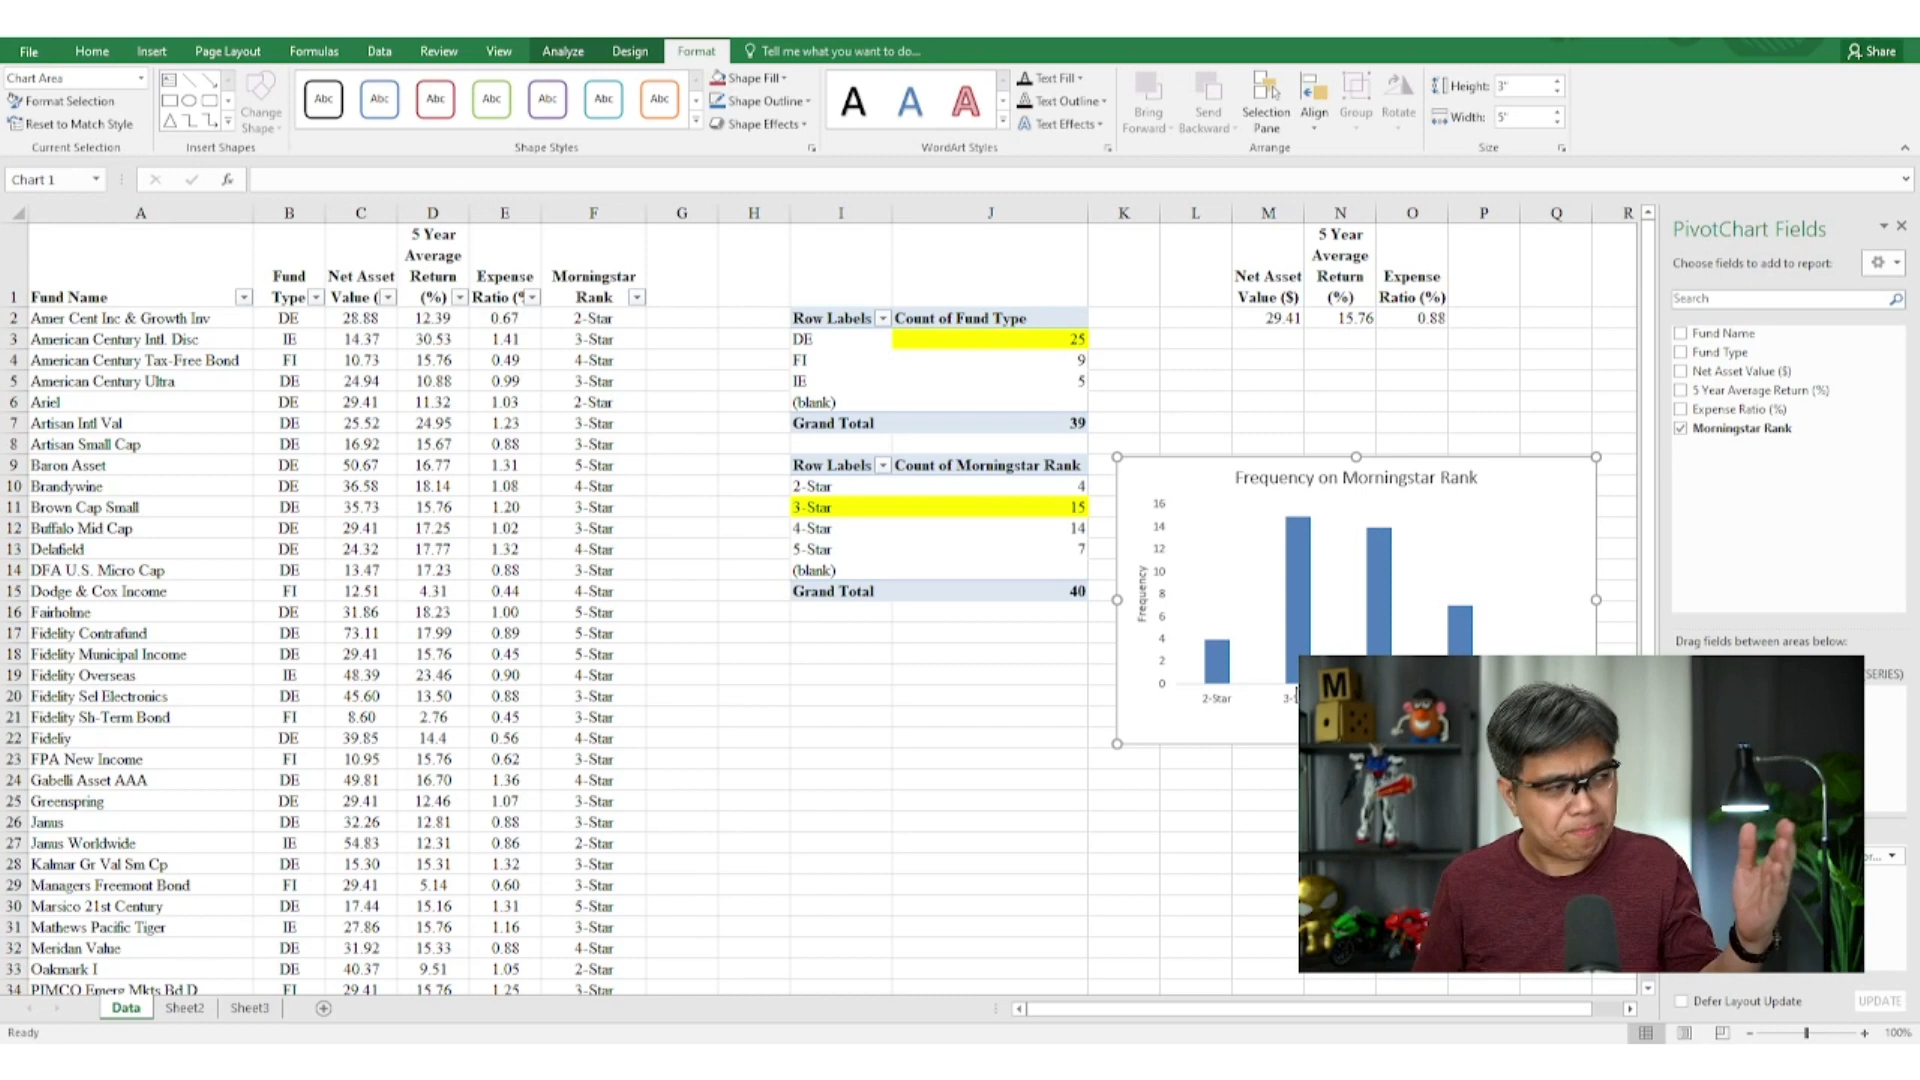 File Home Insert Page Layout Formulas Data Review View Analyze Design Format Tell me what you want to do... Share
Chart Area
Format Selection
Reset to Match Style
Current Selection
Change
Shape
Insert Shapes
Abc Abc Abc Abc Abc Abc Abc
Shape Styles
Shape Fill
Shape Outline
Shape Effects
A A A
WordArt Styles
Text Fill
Text Outline
Text Effects
Bring
Forward
Send
Backward
Selection
Pane
Align Group Rotate
Arrange
Height: 3"
Width: 5"
Size
Chart 1 fx
A B C D E F G H I J K L M N O P Q R
1 Fund Name Fund Type Net Asset Value ( 5 Year Average Return (%) Expense Ratio (% Morningstar Rank
Net Asset Value ($) 5 Year Average Return (%) Expense Ratio (%)
2 Amer Cent Inc & Growth Inv DE 28.88 12.39 0.67 2-Star Row Labels Count of Fund Type 29.41 15.76 0.88
3 American Century Intl. Disc IE 14.37 30.53 1.41 3-Star DE 25
4 American Century Tax-Free Bond FI 10.73 15.76 0.49 4-Star FI 9
5 American Century Ultra DE 24.94 10.88 0.99 3-Star IE 5
6 Ariel DE 29.41 11.32 1.03 2-Star (blank)
7 Artisan Intl Val DE 25.52 24.95 1.23 3-Star Grand Total 39
8 Artisan Small Cap DE 16.92 15.67 0.88 3-Star
9 Baron Asset DE 50.67 16.77 1.31 5-Star Row Labels Count of Morningstar Rank
10 Brandywine DE 36.58 18.14 1.08 4-Star 2-Star 4
11 Brown Cap Small DE 35.73 15.76 1.20 3-Star 3-Star 15
12 Buffalo Mid Cap DE 29.41 17.25 1.02 3-Star 4-Star 14
13 Delafield DE 24.32 17.77 1.32 4-Star 5-Star 7
14 DFA U.S. Micro Cap DE 13.47 17.23 0.88 3-Star (blank)
15 Dodge & Cox Income FI 12.51 4.31 0.44 4-Star Grand Total 40
16 Fairholme DE 31.86 18.23 1.00 5-Star
17 Fidelity Contrafund DE 73.11 17.99 0.89 5-Star
18 Fidelity Municipal Income DE 29.41 15.76 0.45 5-Star
19 Fidelity Overseas IE 48.39 23.46 0.90 4-Star
20 Fidelity Sel Electronics DE 45.60 13.50 0.88 3-Star
21 Fidelity Sh-Term Bond FI 8.60 2.76 0.45 3-Star
22 Fideliy DE 39.85 14.4 0.56 4-Star
23 FPA New Income FI 10.95 15.76 0.62 3-Star
24 Gabelli Asset AAA DE 49.81 16.70 1.36 4-Star
25 Greenspring DE 29.41 12.46 1.07 3-Star
26 Janus DE 32.26 12.81 0.88 3-Star
27 Janus Worldwide IE 54.83 12.31 0.86 2-Star
28 Kalmar Gr Val Sm Cp DE 15.30 15.31 1.32 3-Star
29 Managers Freemont Bond FI 29.41 5.14 0.60 3-Star
30 Marsico 21st Century DE 17.44 15.16 1.31 5-Star
31 Mathews Pacific Tiger IE 27.86 15.76 1.16 3-Star
32 Meridan Value DE 31.92 15.33 0.88 4-Star
33 Oakmark I DE 40.37 9.51 1.05 2-Star
34 PIMCO Emerg Mkts Bd D FI 29.41 15.76 1.25 3-Star
Frequency on Morningstar Rank
16
14
12
10
8
6
4
2
0
Frequency
2-Star 3-
M
PivotChart Fields
Choose fields to add to report:
Search
Fund Name
Fund Type
Net Asset Value ($)
5 Year Average Return (%)
Expense Ratio (%)
Morningstar Rank
Drag fields between areas below:
SERIES)
Defer Layout Update UPDATE
Data Sheet2 Sheet3
Ready 100%